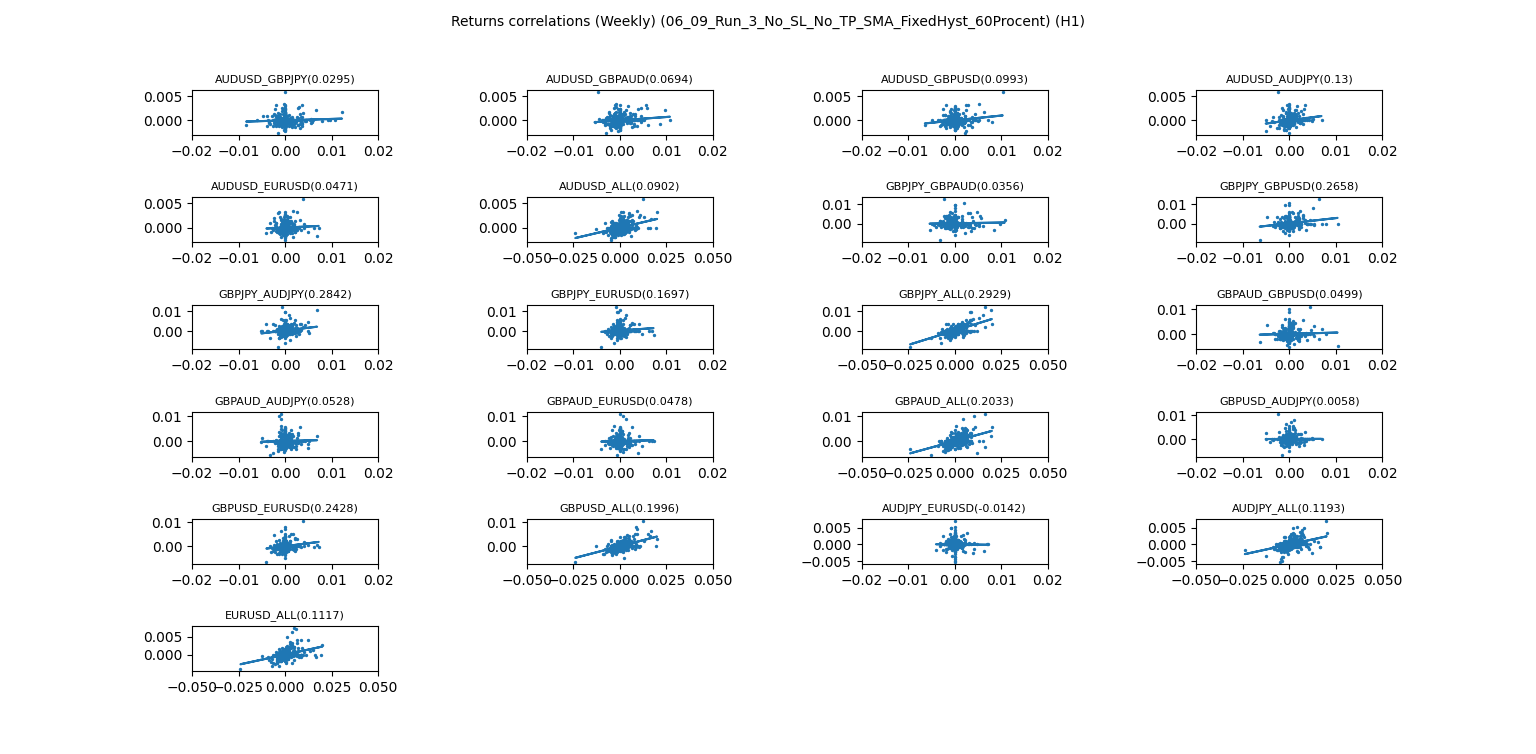 Returns correlations (Weekly) (06_09_Run_3_No_SL_No_TP_SMA_FixedHyst_60Procent) (H1)
AUDUSD_GBPJPY(0.0295) AUDUSD_GBPAUD(0.0694) AUDUSD_GBPUSD(0.0993) AUDUSD_AUDJPY(0.13)
0.005 0.005 0.005 0.005
0.000 0.000 0.000 0.000
−0.02 −0.01 0.00 0.01 0.02 −0.02 −0.01 0.00 0.01 0.02 −0.02 −0.01 0.00 0.01 0.02 −0.02 −0.01 0.00 0.01 0.02
AUDUSD_EURUSD(0.0471) AUDUSD_ALL(0.0902) GBPJPY_GBPAUD(0.0356) GBPJPY_GBPUSD(0.2658)
0.005 0.005 0.01 0.01
0.000 0.000 0.00 0.00
−0.02 −0.01 0.00 0.01 0.02 −0.050 −0.025 0.000 0.025 0.050 −0.02 −0.01 0.00 0.01 0.02 −0.02 −0.01 0.00 0.01 0.02
GBPJPY_AUDJPY(0.2842) GBPJPY_EURUSD(0.1697) GBPJPY_ALL(0.2929) GBPAUD_GBPUSD(0.0499)
0.01 0.01 0.01 0.01
0.00 0.00 0.00 0.00
−0.02 −0.01 0.00 0.01 0.02 −0.02 −0.01 0.00 0.01 0.02 −0.050 −0.025 0.000 0.025 0.050 −0.02 −0.01 0.00 0.01 0.02
GBPAUD_AUDJPY(0.0528) GBPAUD_EURUSD(0.0478) GBPAUD_ALL(0.2033) GBPUSD_AUDJPY(0.0058)
0.01 0.01 0.01 0.01
0.00 0.00 0.00 0.00
−0.02 −0.01 0.00 0.01 0.02 −0.02 −0.01 0.00 0.01 0.02 −0.050 −0.025 0.000 0.025 0.050 −0.02 −0.01 0.00 0.01 0.02
GBPUSD_EURUSD(0.2428) GBPUSD_ALL(0.1996) AUDJPY_EURUSD(-0.0142) AUDJPY_ALL(0.1193)
0.01 0.01 0.005 0.005
0.00 0.00 0.000 0.000
−0.005 −0.005
−0.02 −0.01 0.00 0.01 0.02 −0.050 −0.025 0.000 0.025 0.050 −0.02 −0.01 0.00 0.01 0.02 −0.050 −0.025 0.000 0.025 0.050
EURUSD_ALL(0.1117)
0.005
0.000
−0.050 −0.025 0.000 0.025 0.050